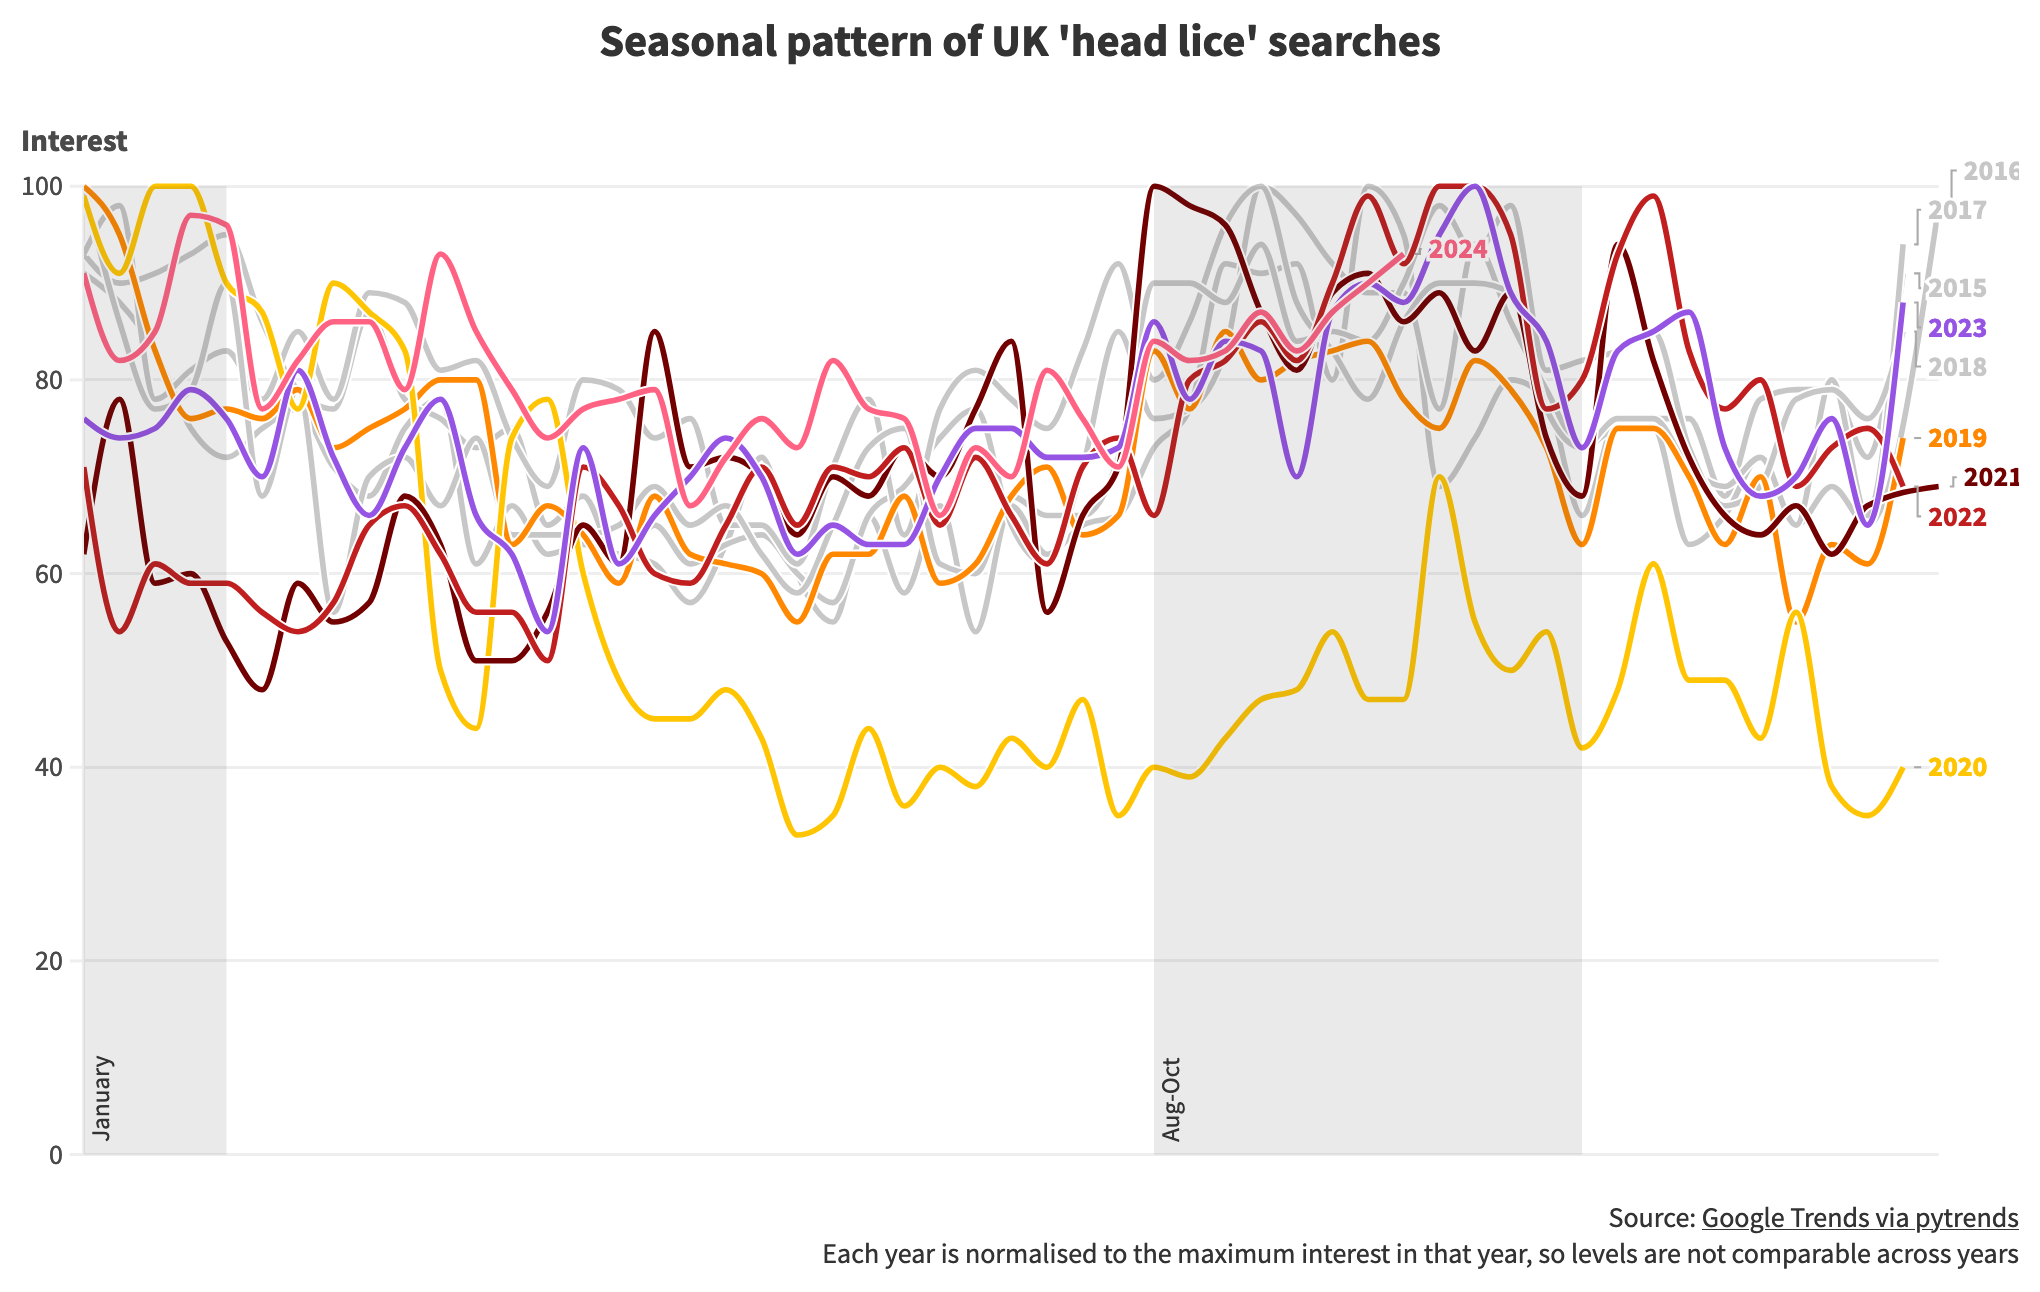 Seasonal pattern of UK 'head lice' searches
Interest
100
80
60
40
20
0
January
Aug-Oct
2024
2016
2017
2015
2023
2018
2019
2021
2022
2020
Source: Google Trends via pytrends
Each year is normalised to the maximum interest in that year, so levels are not comparable across years